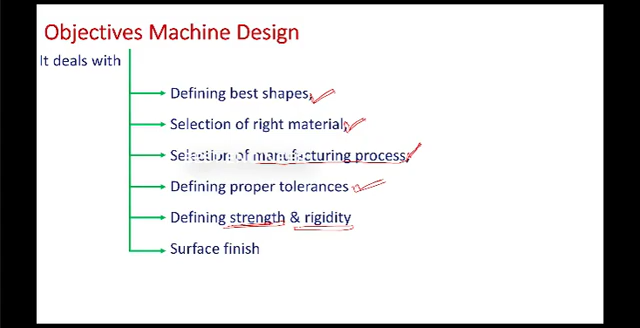 Objectives Machine Design
It deals with
Defining best shapes,
Selection of right material,
Selection of manufacturing process,
Defining proper tolerances
Defining strength & rigidity
Surface finish